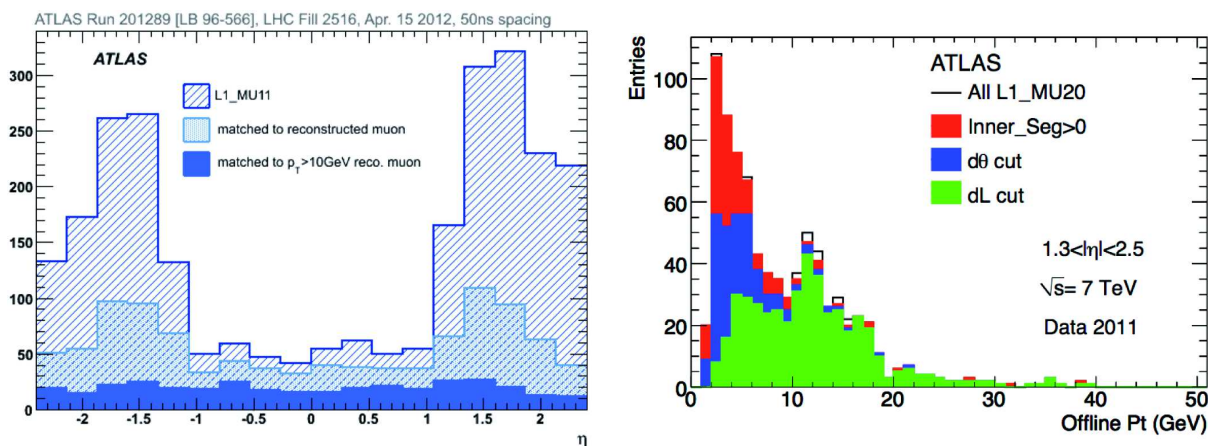 ATLAS Run 201289 [LB 96-566], LHC Fill 2516, Apr. 15 2012, 50ns spacing
ATLAS
L1_MU11
matched to reconstructed muon
matched to pT>10GeV reco. muon
300
250
200
150
100
50
0
-2 -1.5 -1 -0.5 0 0.5 1 1.5 2
η
Entries
100
80
60
40
20
0
ATLAS
All L1_MU20
Inner_Seg>0
dθ cut
dL cut
1.3<|η|<2.5
√s= 7 TeV
Data 2011
0 10 20 30 40 50
Offline Pt (GeV)